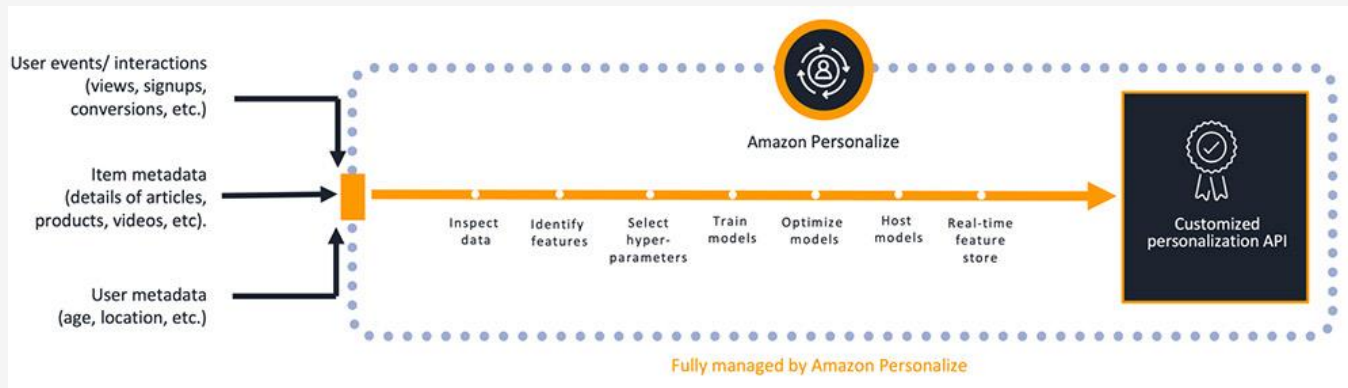 User events/ interactions
(views, signups,
conversions, etc.)
Item metadata
(details of articles,
products, videos, etc).
User metadata
(age, location, etc.)
Amazon Personalize
Inspect
data
Identify
features
Select
hyper-
parameters
Train
models
Optimize
models
Host
models
Real-time
feature
store
Customized
personalization API
Fully managed by Amazon Personalize